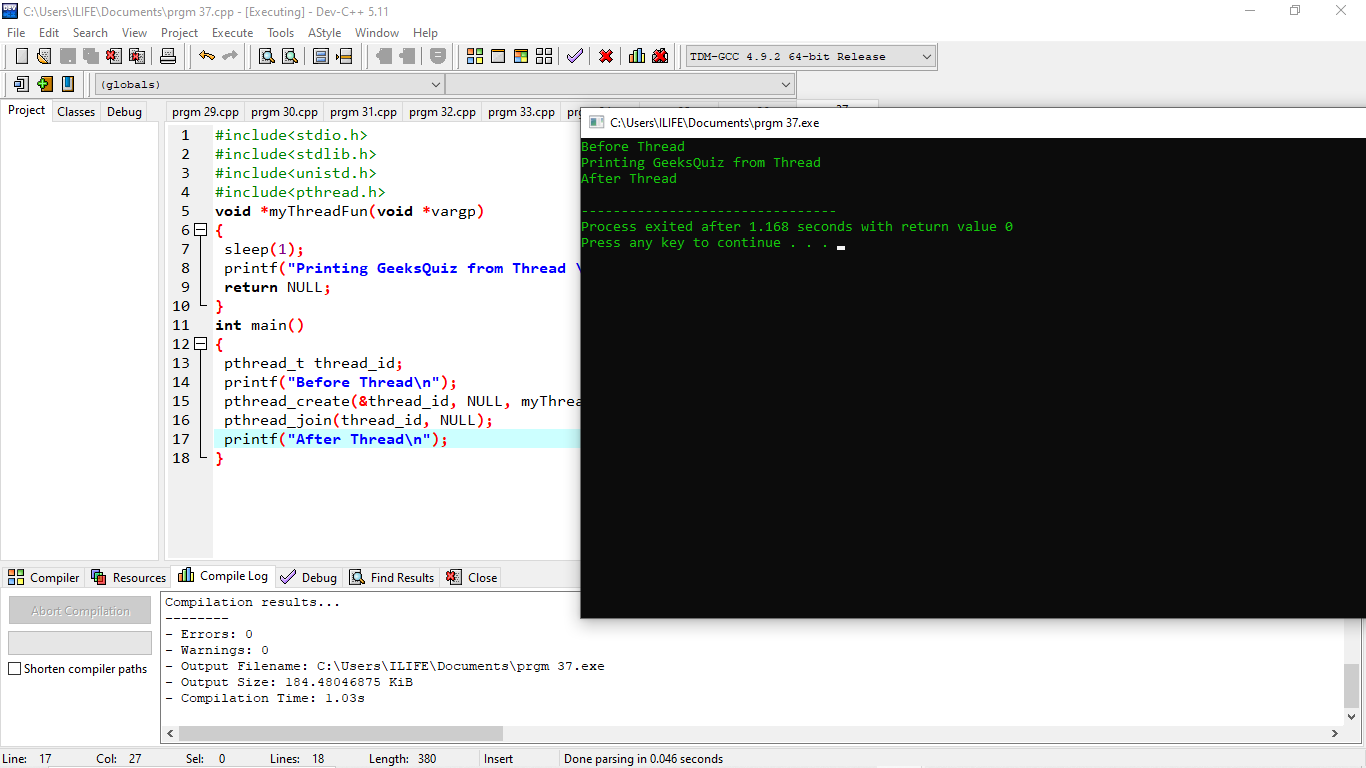 C:\Users\ILIFE\Documents\prgm 37.cpp - [Executing] - Dev-C++ 5.11
File Edit Search View Project Execute Tools AStyle Window Help
TDM-GCC 4.9.2 64-bit Release
(globals)
Project Classes Debug
prgm 29.cpp prgm 30.cpp prgm 31.cpp prgm 32.cpp prgm 33.cpp
1 #include<stdio.h>
2 #include<stdlib.h>
3 #include<unistd.h>
4 #include<pthread.h>
5 void *myThreadFun(void *vargp)
6 {
7 sleep(1);
8 printf("Printing GeeksQuiz from Thread \
9 return NULL;
10 }
11 int main()
12 {
13 pthread_t thread_id;
14 printf("Before Thread\n");
15 pthread_create(&thread_id, NULL, myThrea
16 pthread_join(thread_id, NULL);
17 printf("After Thread\n");
18 }
C:\Users\ILIFE\Documents\prgm 37.exe
Before Thread
Printing GeeksQuiz from Thread
After Thread
--------------------------------
Process exited after 1.168 seconds with return value 0
Press any key to continue . . .
Compiler Resources Compile Log Debug Find Results Close
Abort Compilation
Shorten compiler paths
Compilation results...
--------
- Errors: 0
- Warnings: 0
- Output Filename: C:\Users\ILIFE\Documents\prgm 37.exe
- Output Size: 184.48046875 KiB
- Compilation Time: 1.03s
Line: 17 Col: 27 Sel: 0 Lines: 18 Length: 380 Insert Done parsing in 0.046 seconds